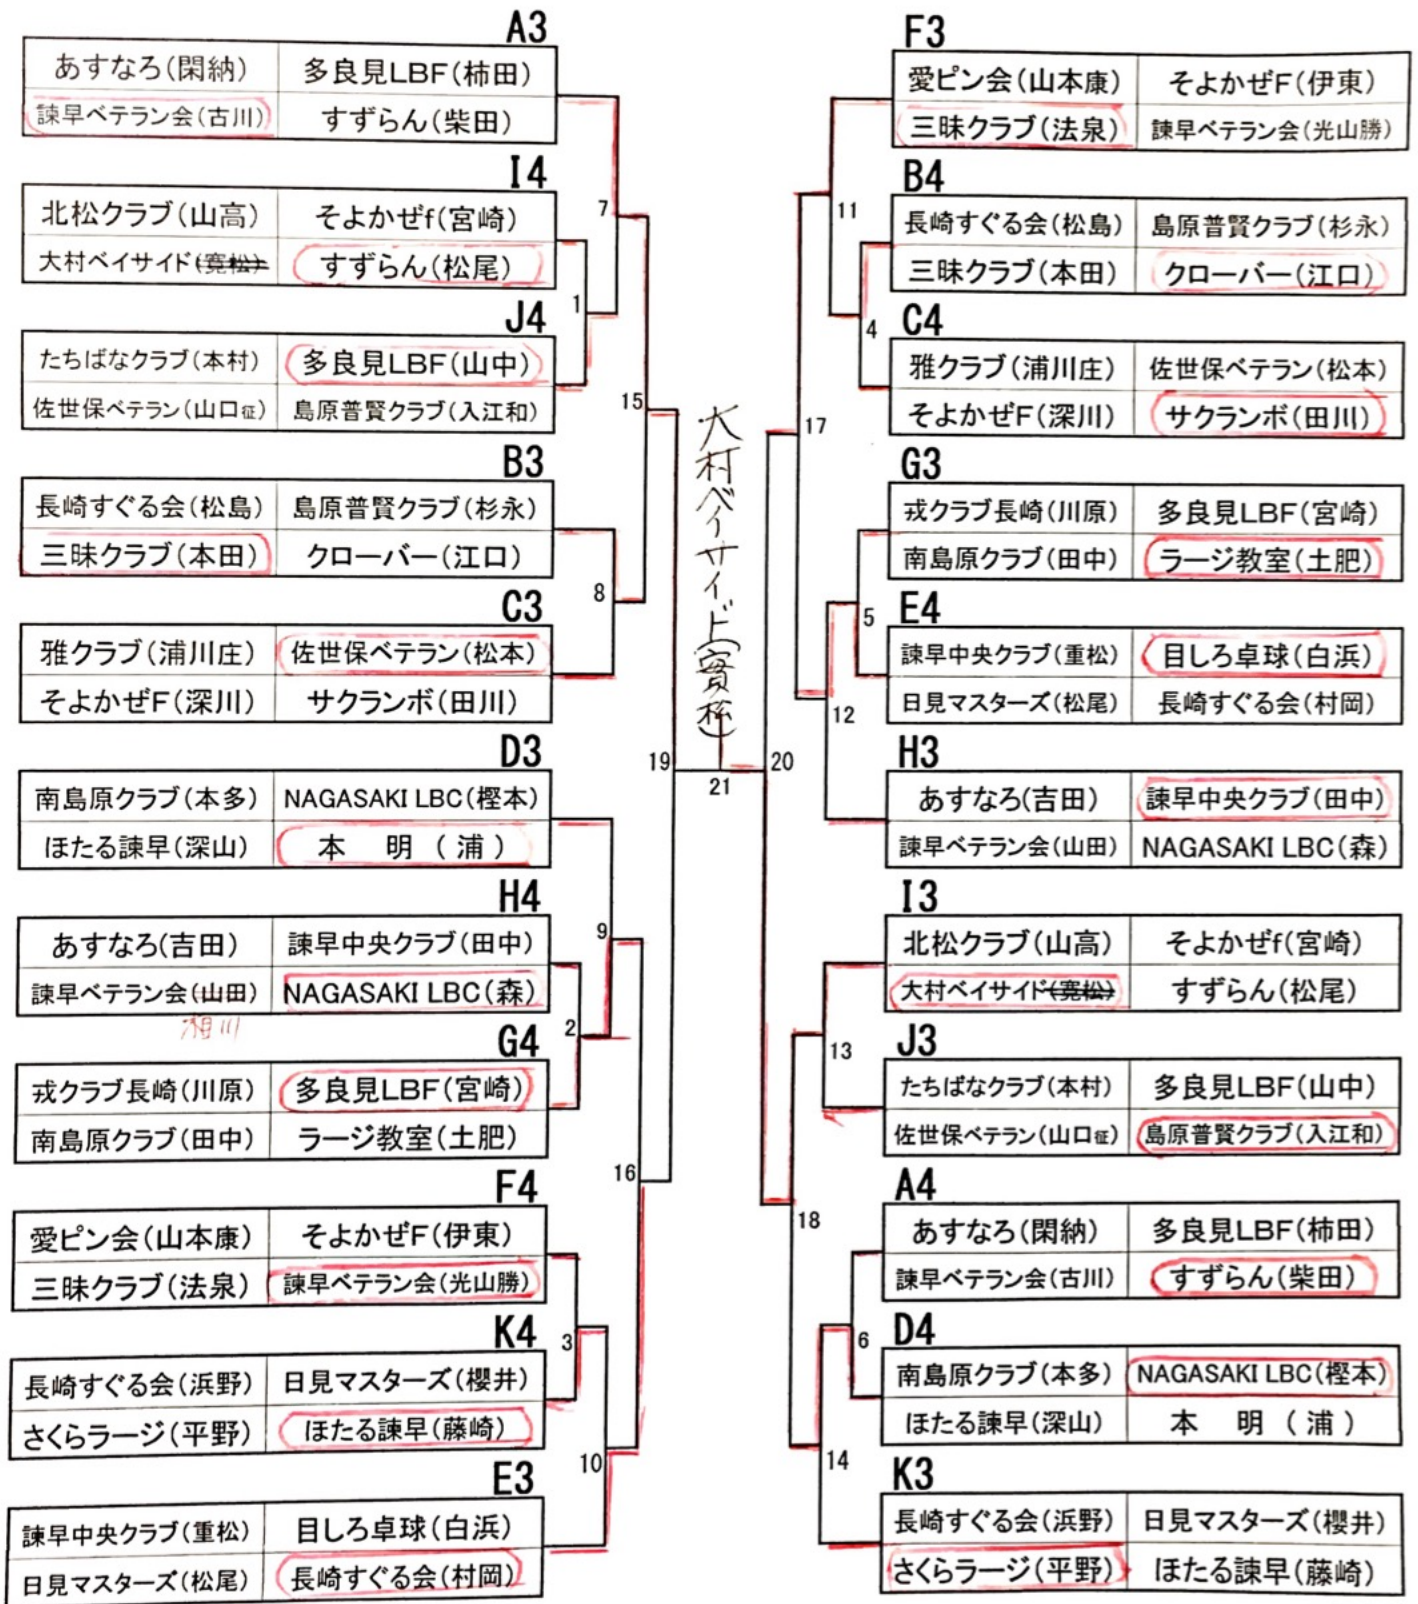 A3
あすなろ(閑納) 多良見LBF(柿田)
諫早ベテラン会(古川) すずらん(柴田)
I4
北松クラブ(山高) そよかぜf(宮崎)
大村ベイサイド(寛松) すずらん(松尾)
7
1
J4
たちばなクラブ(本村) 多良見LBF(山中)
佐世保ベテラン(山口征) 島原普賢クラブ(入江和)
15
B3
長崎すぐる会(松島) 島原普賢クラブ(杉永)
三昧クラブ(本田) クローバー(江口)
8
C3
雅クラブ(浦川庄) 佐世保ベテラン(松本)
そよかぜF(深川) サクランボ(田川)
D3
南島原クラブ(本多) NAGASAKI LBC(樫本)
ほたる諫早(深山) 本 明 (浦)
19
H4
あすなろ(吉田) 諫早中央クラブ(田中)
諫早ベテラン会(山田) NAGASAKI LBC(森)
相川
9
2
G4
戎クラブ長崎(川原) 多良見LBF(宮崎)
南島原クラブ(田中) ラージ教室(土肥)
16
F4
愛ピン会(山本康) そよかぜF(伊東)
三昧クラブ(法泉) 諫早ベテラン会(光山勝)
3
K4
長崎すぐる会(浜野) 日見マスターズ(櫻井)
さくらラージ(平野) ほたる諫早(藤崎)
10
E3
諫早中央クラブ(重松) 目しろ卓球(白浜)
日見マスターズ(松尾) 長崎すぐる会(村岡)
大村ベイサイド
21
F3
愛ピン会(山本康) そよかぜF(伊東)
三昧クラブ(法泉) 諫早ベテラン会(光山勝)
11
B4
長崎すぐる会(松島) 島原普賢クラブ(杉永)
三昧クラブ(本田) クローバー(江口)
4
C4
雅クラブ(浦川庄) 佐世保ベテラン(松本)
そよかぜF(深川) サクランボ(田川)
17
G3
戎クラブ長崎(川原) 多良見LBF(宮崎)
南島原クラブ(田中) ラージ教室(土肥)
5
E4
諫早中央クラブ(重松) 目しろ卓球(白浜)
日見マスターズ(松尾) 長崎すぐる会(村岡)
12
H3
あすなろ(吉田) 諫早中央クラブ(田中)
諫早ベテラン会(山田) NAGASAKI LBC(森)
20
I3
北松クラブ(山高) そよかぜf(宮崎)
大村ベイサイド(寛松) すずらん(松尾)
13
J3
たちばなクラブ(本村) 多良見LBF(山中)
佐世保ベテラン(山口征) 島原普賢クラブ(入江和)
18
A4
あすなろ(閑納) 多良見LBF(柿田)
諫早ベテラン会(古川) すずらん(柴田)
6
D4
南島原クラブ(本多) NAGASAKI LBC(樫本)
ほたる諫早(深山) 本 明 (浦)
14
K3
長崎すぐる会(浜野) 日見マスターズ(櫻井)
さくらラージ(平野) ほたる諫早(藤崎)